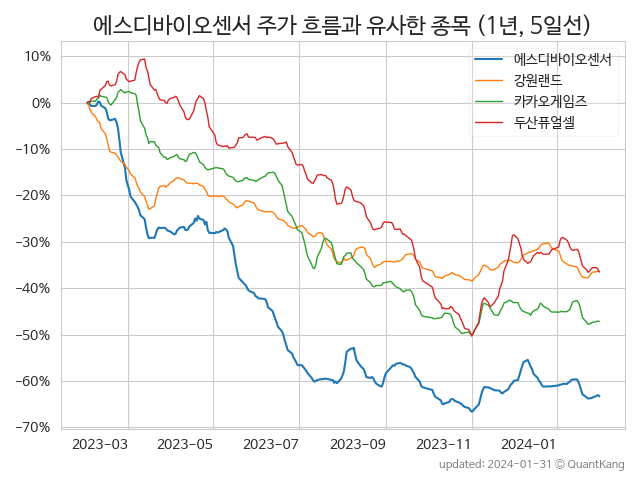 에스디바이오센서 주가 흐름과 유사한 종목 (1년, 5일선)
에스디바이오센서
강원랜드
카카오게임즈
두산퓨얼셀
10%
0%
−10%
−20%
−30%
−40%
−50%
−60%
−70%
2023-03 2023-05 2023-07 2023-09 2023-11 2024-01
updated: 2024-01-31 © QuantKang